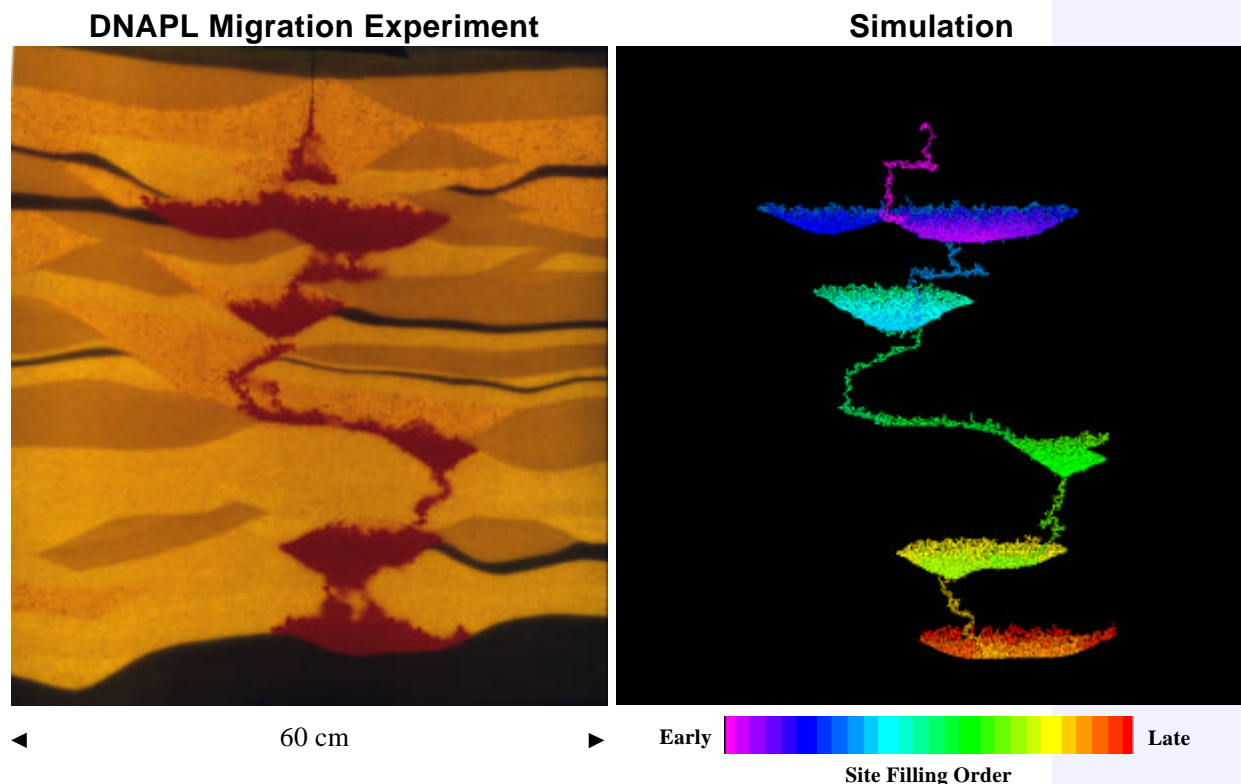 DNAPL Migration Experiment
Simulation
60 cm
Early
Late
Site Filling Order